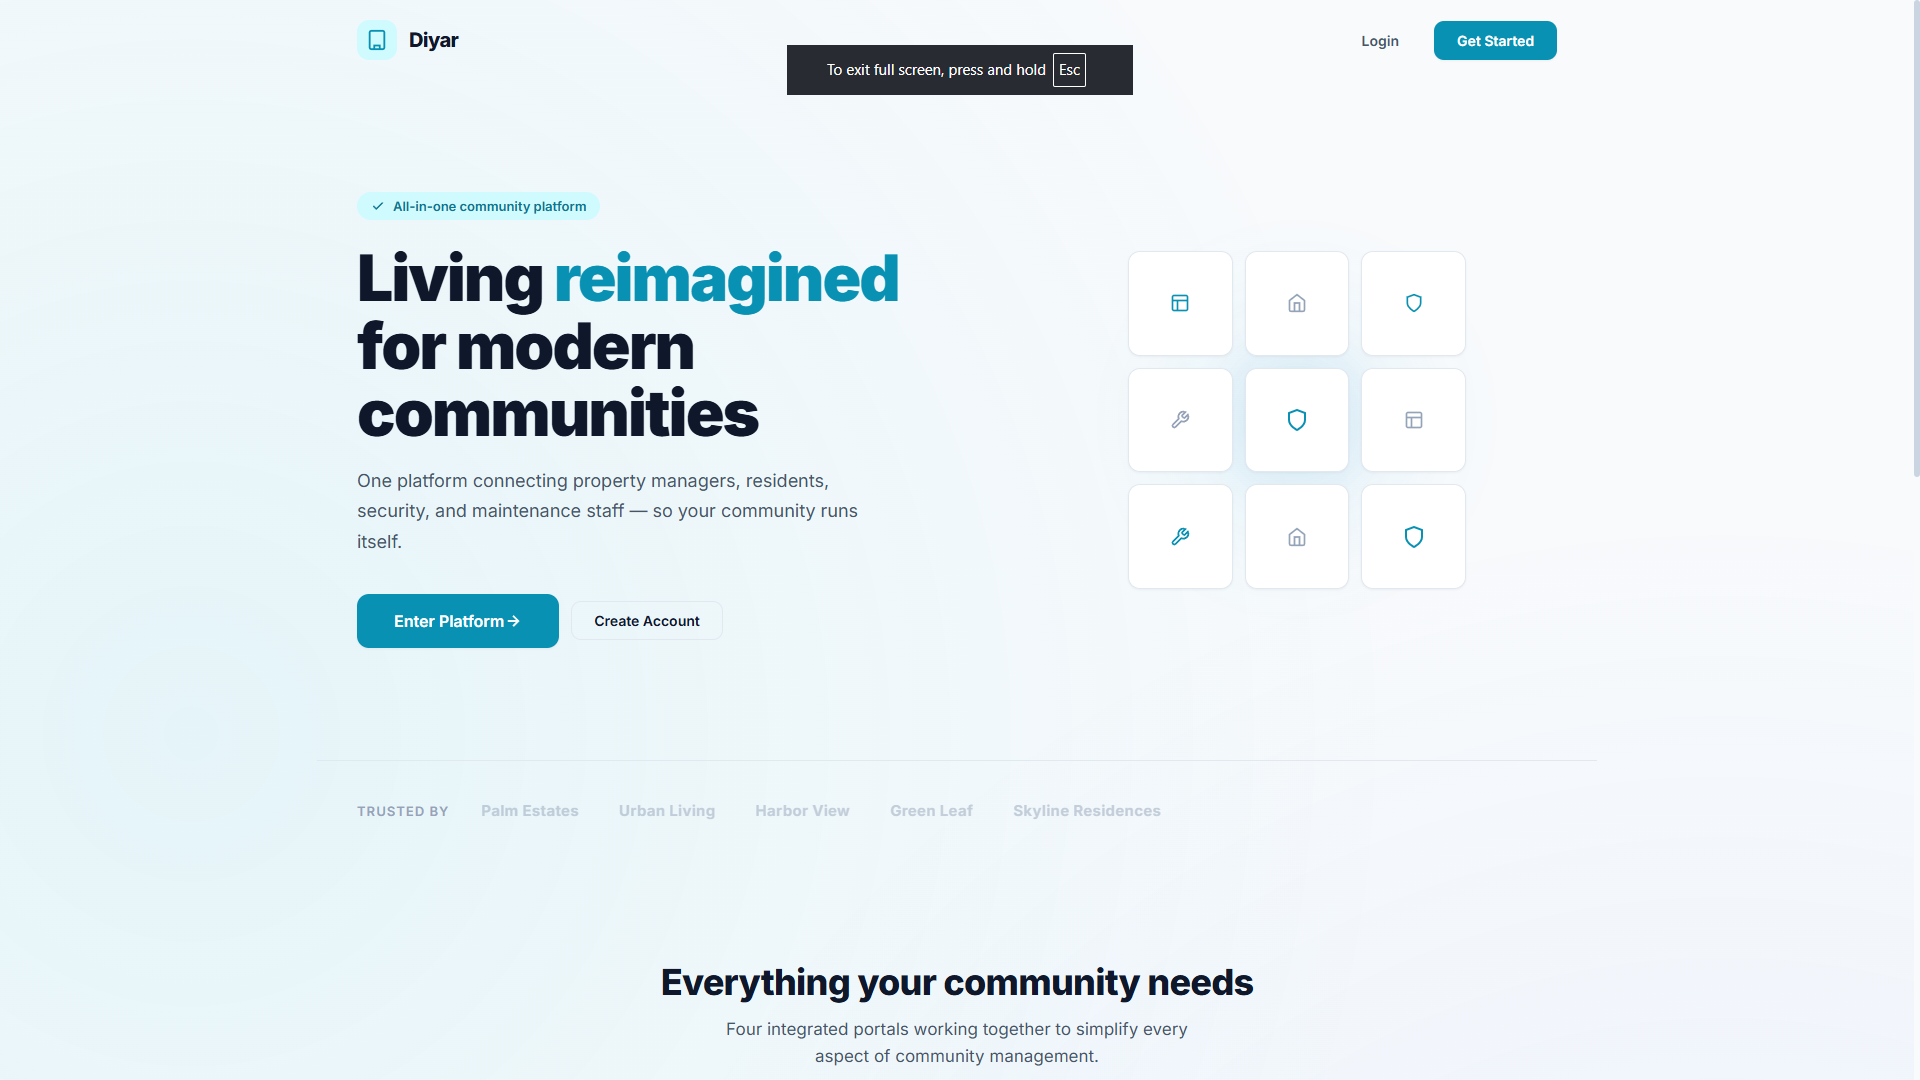 Diyar
Login
Get Started
To exit full screen, press and hold Esc
All-in-one community platform
Living reimagined
for modern
communities
One platform connecting property managers, residents,
security, and maintenance staff — so your community runs
itself.
Enter Platform →
Create Account
TRUSTED BY
Palm Estates
Urban Living
Harbor View
Green Leaf
Skyline Residences
Everything your community needs
Four integrated portals working together to simplify every
aspect of community management.